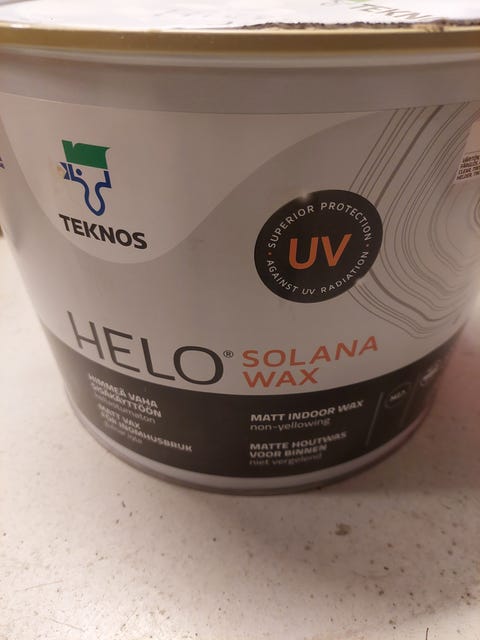 TEKNOS
SUPERIOR PROTECTION
UV
AGAINST UV RADIATION
HELO® SOLANA
WAX
HIMMEÄ VAHA
SISÄKÄYTTÖÖN
kellastumaton
MATT VAX
FÖR INOMHUSBRUK
MATT INDOOR WAX
non-yellowing
MATTE HOUTWAS
VOOR BINNEN
niet vergelend